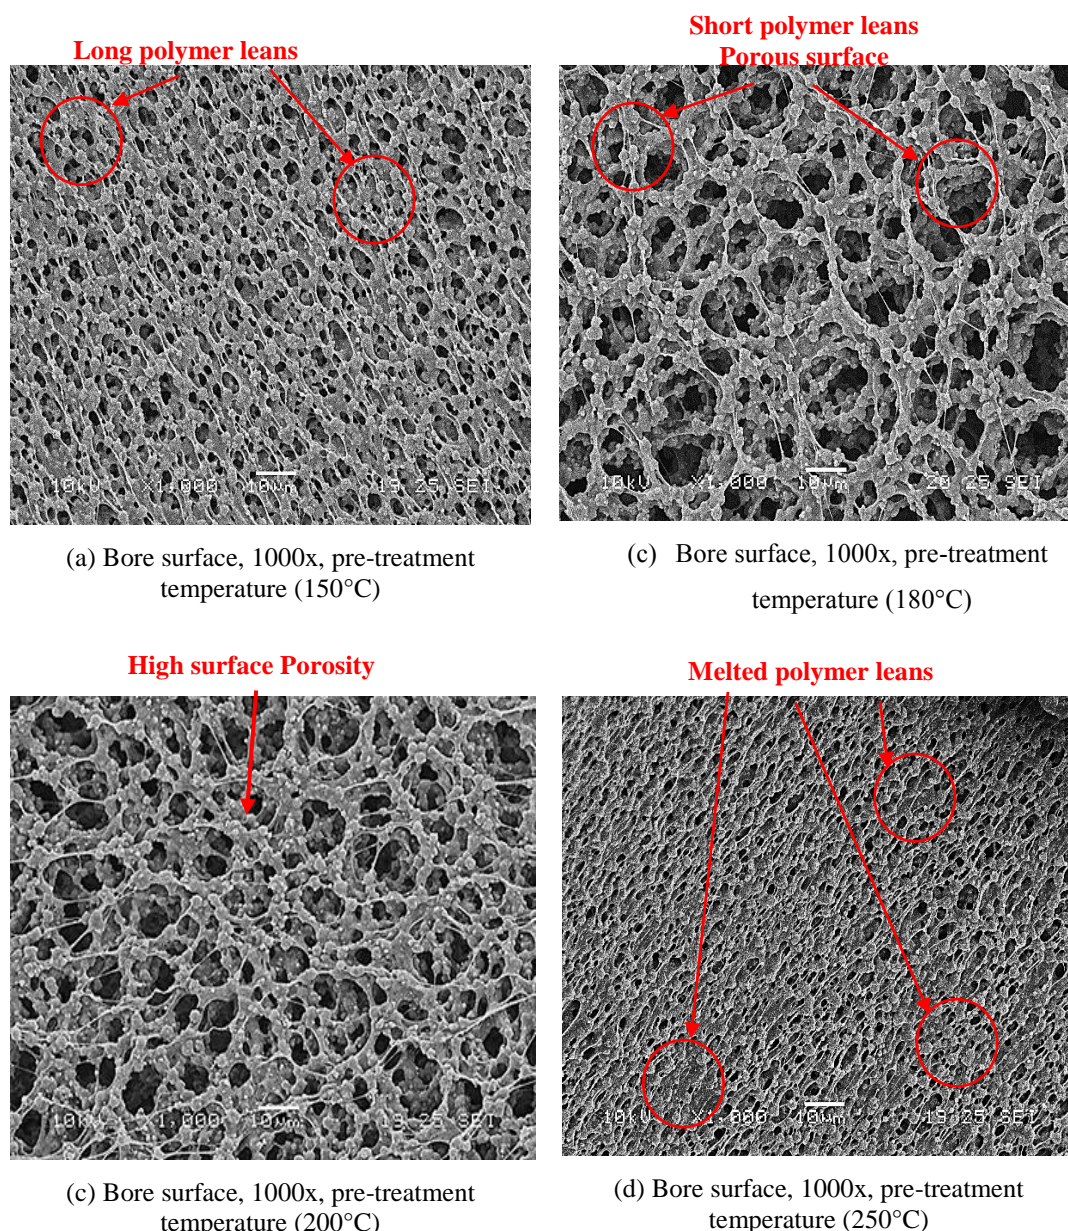 Long polymer leans
Short polymer leans
Porous surface
10kV X1,000 10µm 19 25 SEI
10kV X1,000 10µm 20 25 SEI
(a) Bore surface, 1000x, pre-treatment
temperature (150°C)
(c) Bore surface, 1000x, pre-treatment
temperature (180°C)
High surface Porosity
Melted polymer leans
10kV X1,000 10µm 19 25 SEI
10kV X1,000 10µm 19 25 SEI
(c) Bore surface, 1000x, pre-treatment
temperature (200°C)
(d) Bore surface, 1000x, pre-treatment
temperature (250°C)